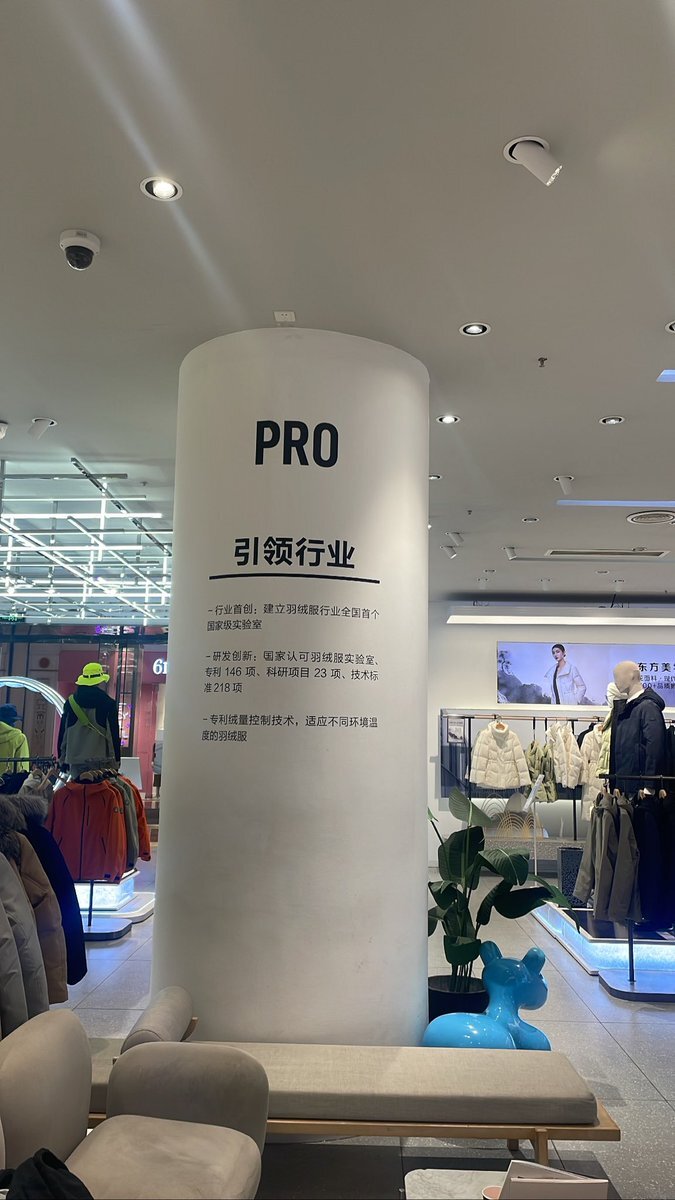 PRO
引领行业
-行业首创：建立羽绒服行业全国首个
国家级实验室
-研发创新：国家认可羽绒服实验室、
专利 146 项、科研项目 23 项、技术标
准 218 项
-专利绒量控制技术，适应不同环境温
度的羽绒服
东方美